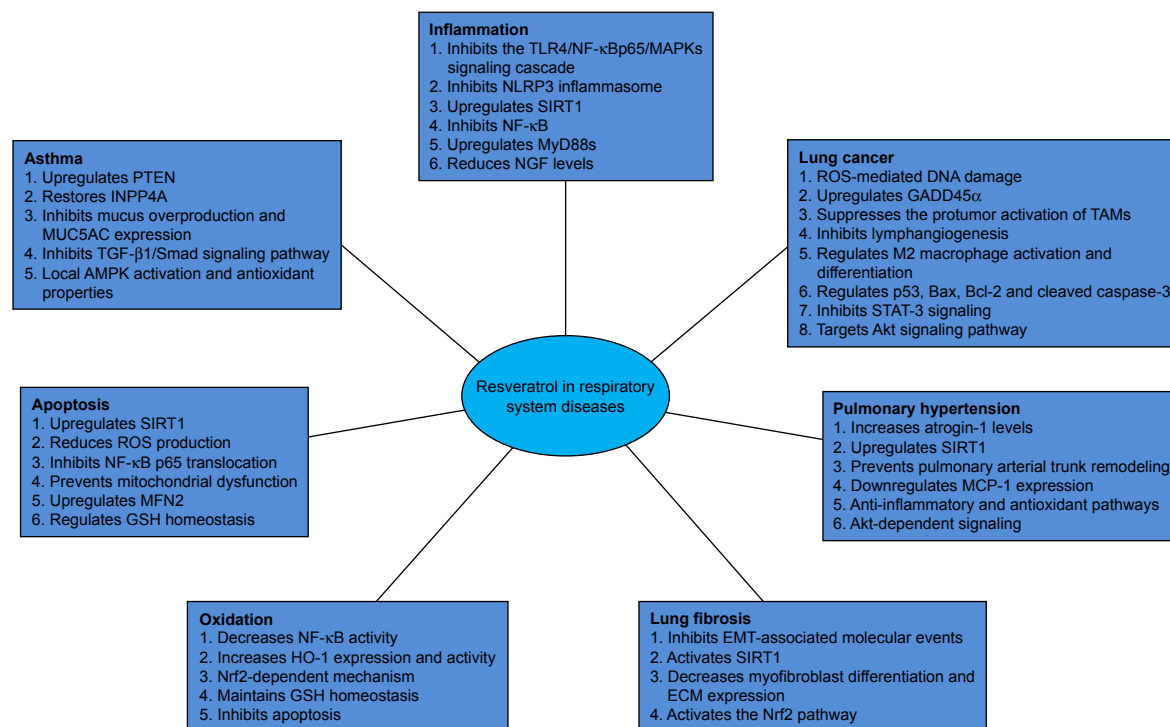 Inflammation
1. Inhibits the TLR4/NF-κBp65/MAPKs
signaling cascade
2. Inhibits NLRP3 inflammasome
3. Upregulates SIRT1
4. Inhibits NF-κB
5. Upregulates MyD88s
6. Reduces NGF levels
Asthma
1. Upregulates PTEN
2. Restores INPP4A
3. Inhibits mucus overproduction and
MUC5AC expression
4. Inhibits TGF-β1/Smad signaling pathway
5. Local AMPK activation and antioxidant
properties
Lung cancer
1. ROS-mediated DNA damage
2. Upregulates GADD45α
3. Suppresses the protumor activation of TAMs
4. Inhibits lymphangiogenesis
5. Regulates M2 macrophage activation and
differentiation
6. Regulates p53, Bax, Bcl-2 and cleaved caspase-3
7. Inhibits STAT-3 signaling
8. Targets Akt signaling pathway
Resveratrol in respiratory
system diseases
Apoptosis
1. Upregulates SIRT1
2. Reduces ROS production
3. Inhibits NF-κB p65 translocation
4. Prevents mitochondrial dysfunction
5. Upregulates MFN2
6. Regulates GSH homeostasis
Pulmonary hypertension
1. Increases atrogin-1 levels
2. Upregulates SIRT1
3. Prevents pulmonary arterial trunk remodeling
4. Downregulates MCP-1 expression
5. Anti-inflammatory and antioxidant pathways
6. Akt-dependent signaling
Oxidation
1. Decreases NF-κB activity
2. Increases HO-1 expression and activity
3. Nrf2-dependent mechanism
4. Maintains GSH homeostasis
5. Inhibits apoptosis
Lung fibrosis
1. Inhibits EMT-associated molecular events
2. Activates SIRT1
3. Decreases myofibroblast differentiation and
ECM expression
4. Activates the Nrf2 pathway